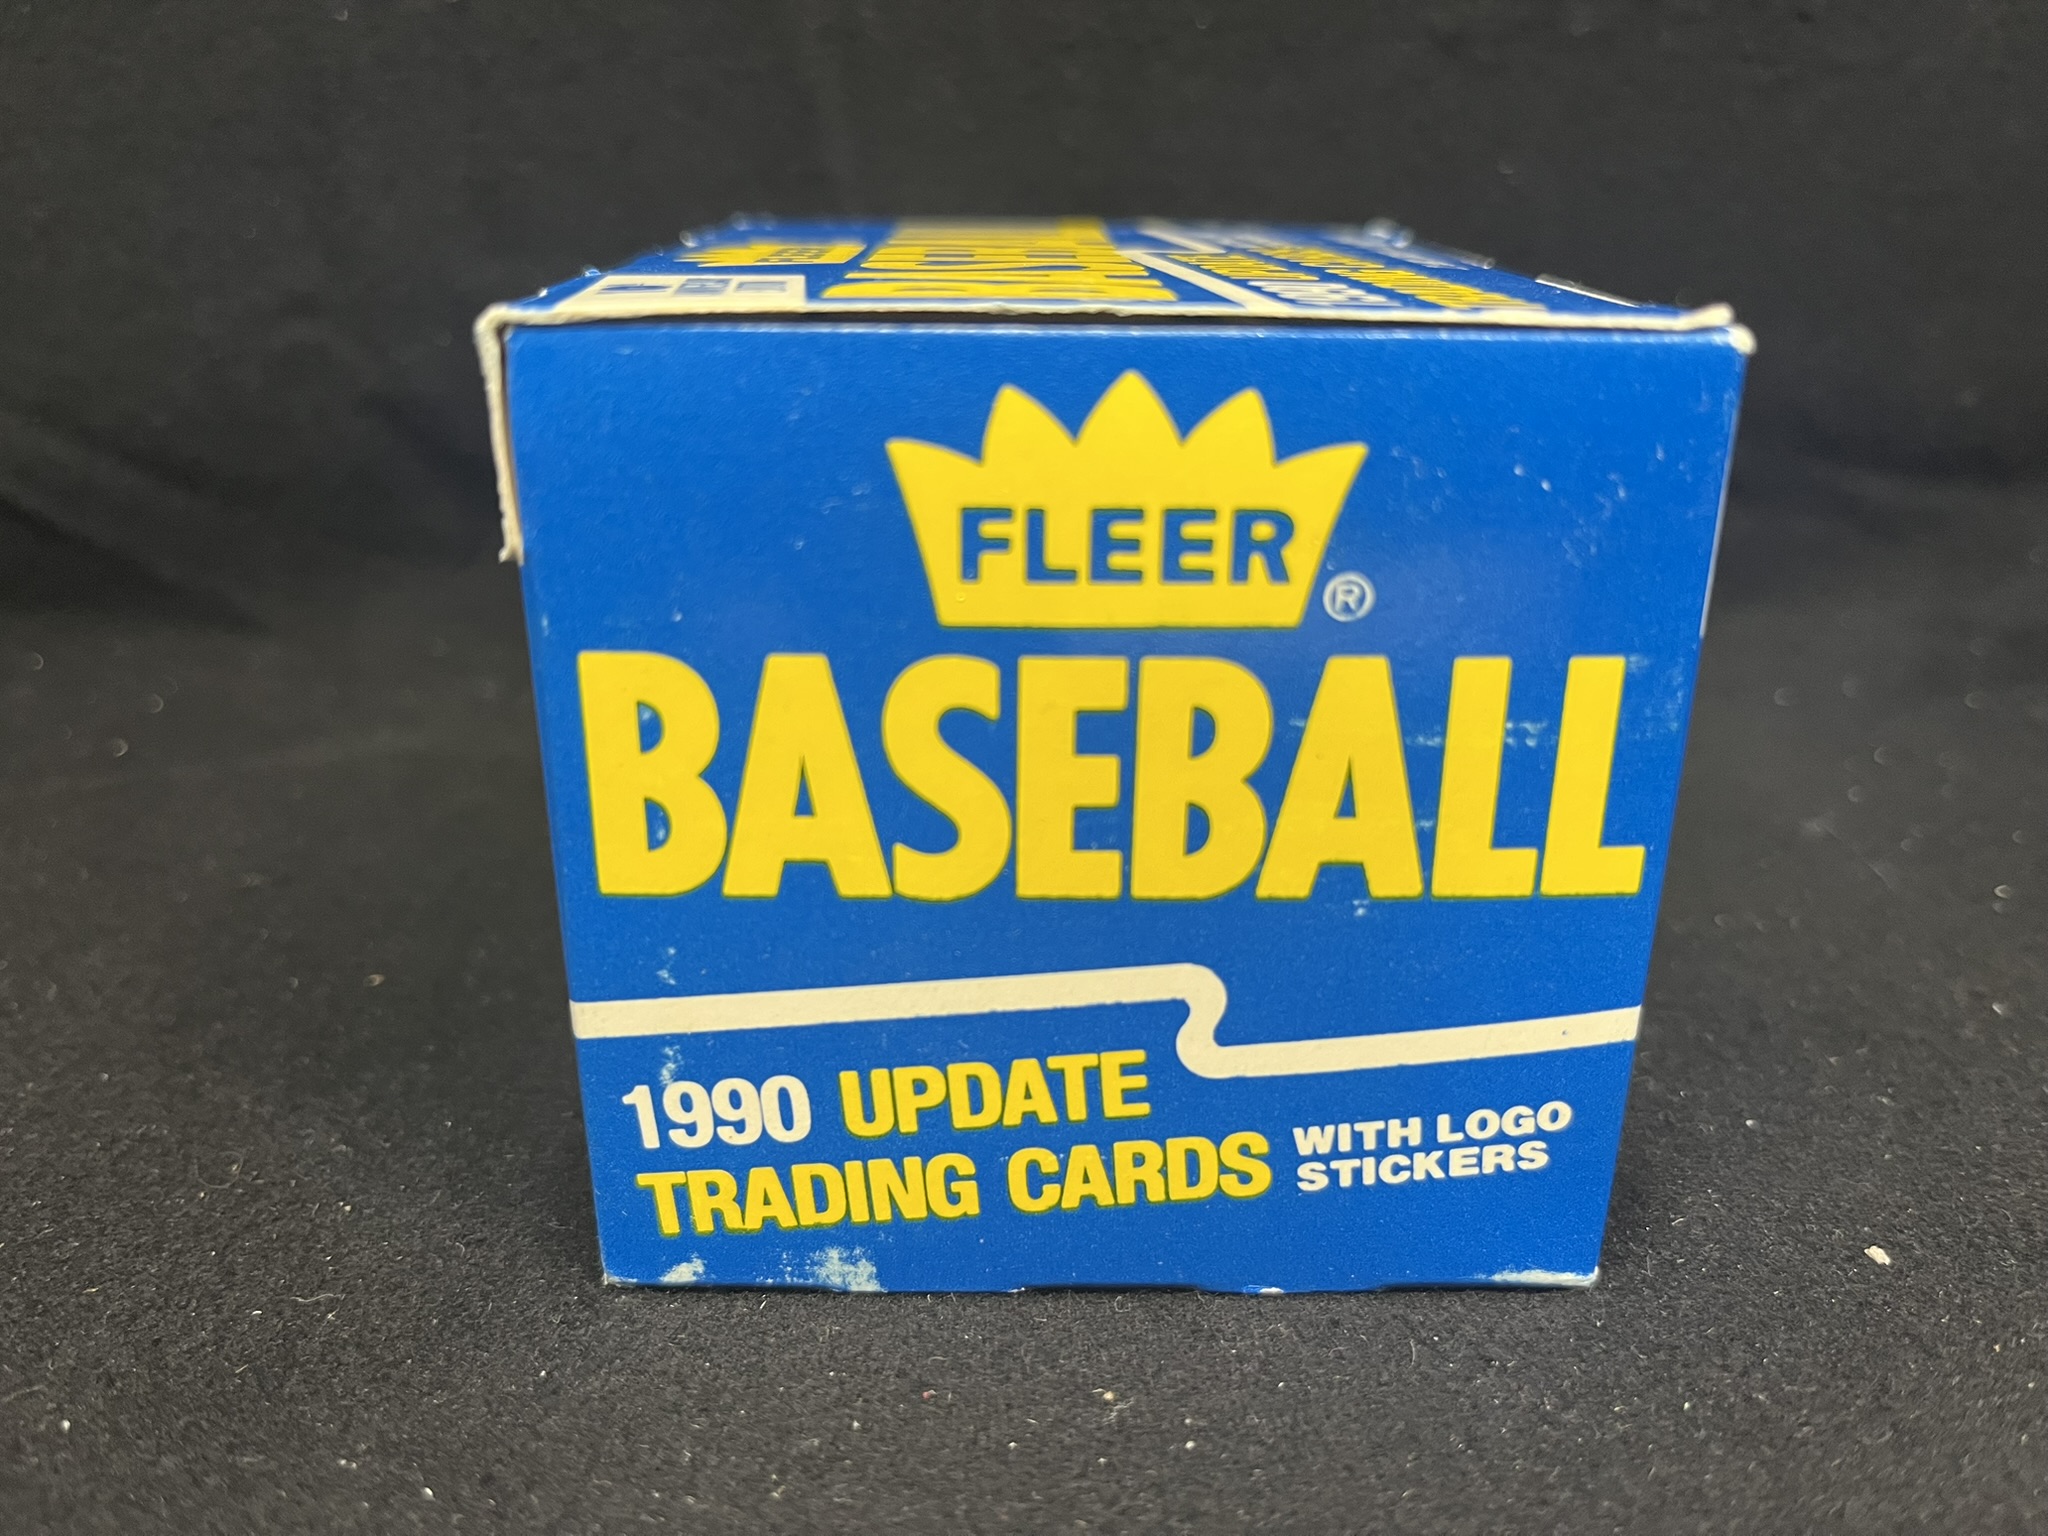 FLEER
®
BASEBALL
1990 UPDATE
TRADING CARDS
WITH LOGO
STICKERS